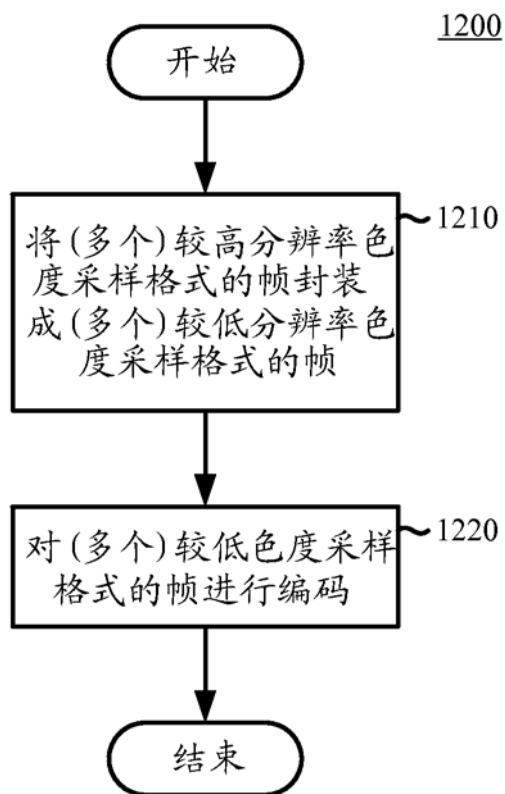 1200
开始
将(多个)较高分辨率色
度采样格式的帧封装
成(多个)较低分辨率色
度采样格式的帧
1210
对(多个)较低色度采样
格式的帧进行编码
1220
结束